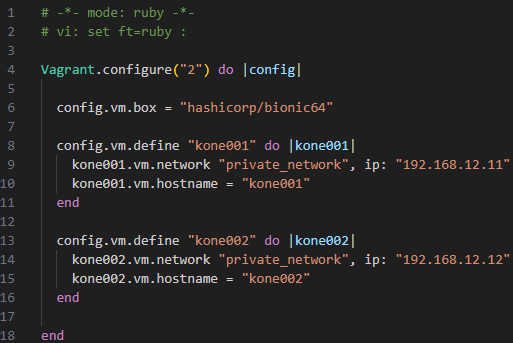 1 # -*- mode: ruby -*-
2 # vi: set ft=ruby :
3
4 Vagrant.configure("2") do |config|
5
6 config.vm.box = "hashicorp/bionic64"
7
8 config.vm.define "kone001" do |kone001|
9 kone001.vm.network "private_network", ip: "192.168.12.11"
10 kone001.vm.hostname = "kone001"
11 end
12
13 config.vm.define "kone002" do |kone002|
14 kone002.vm.network "private_network", ip: "192.168.12.12"
15 kone002.vm.hostname = "kone002"
16 end
17
18 end